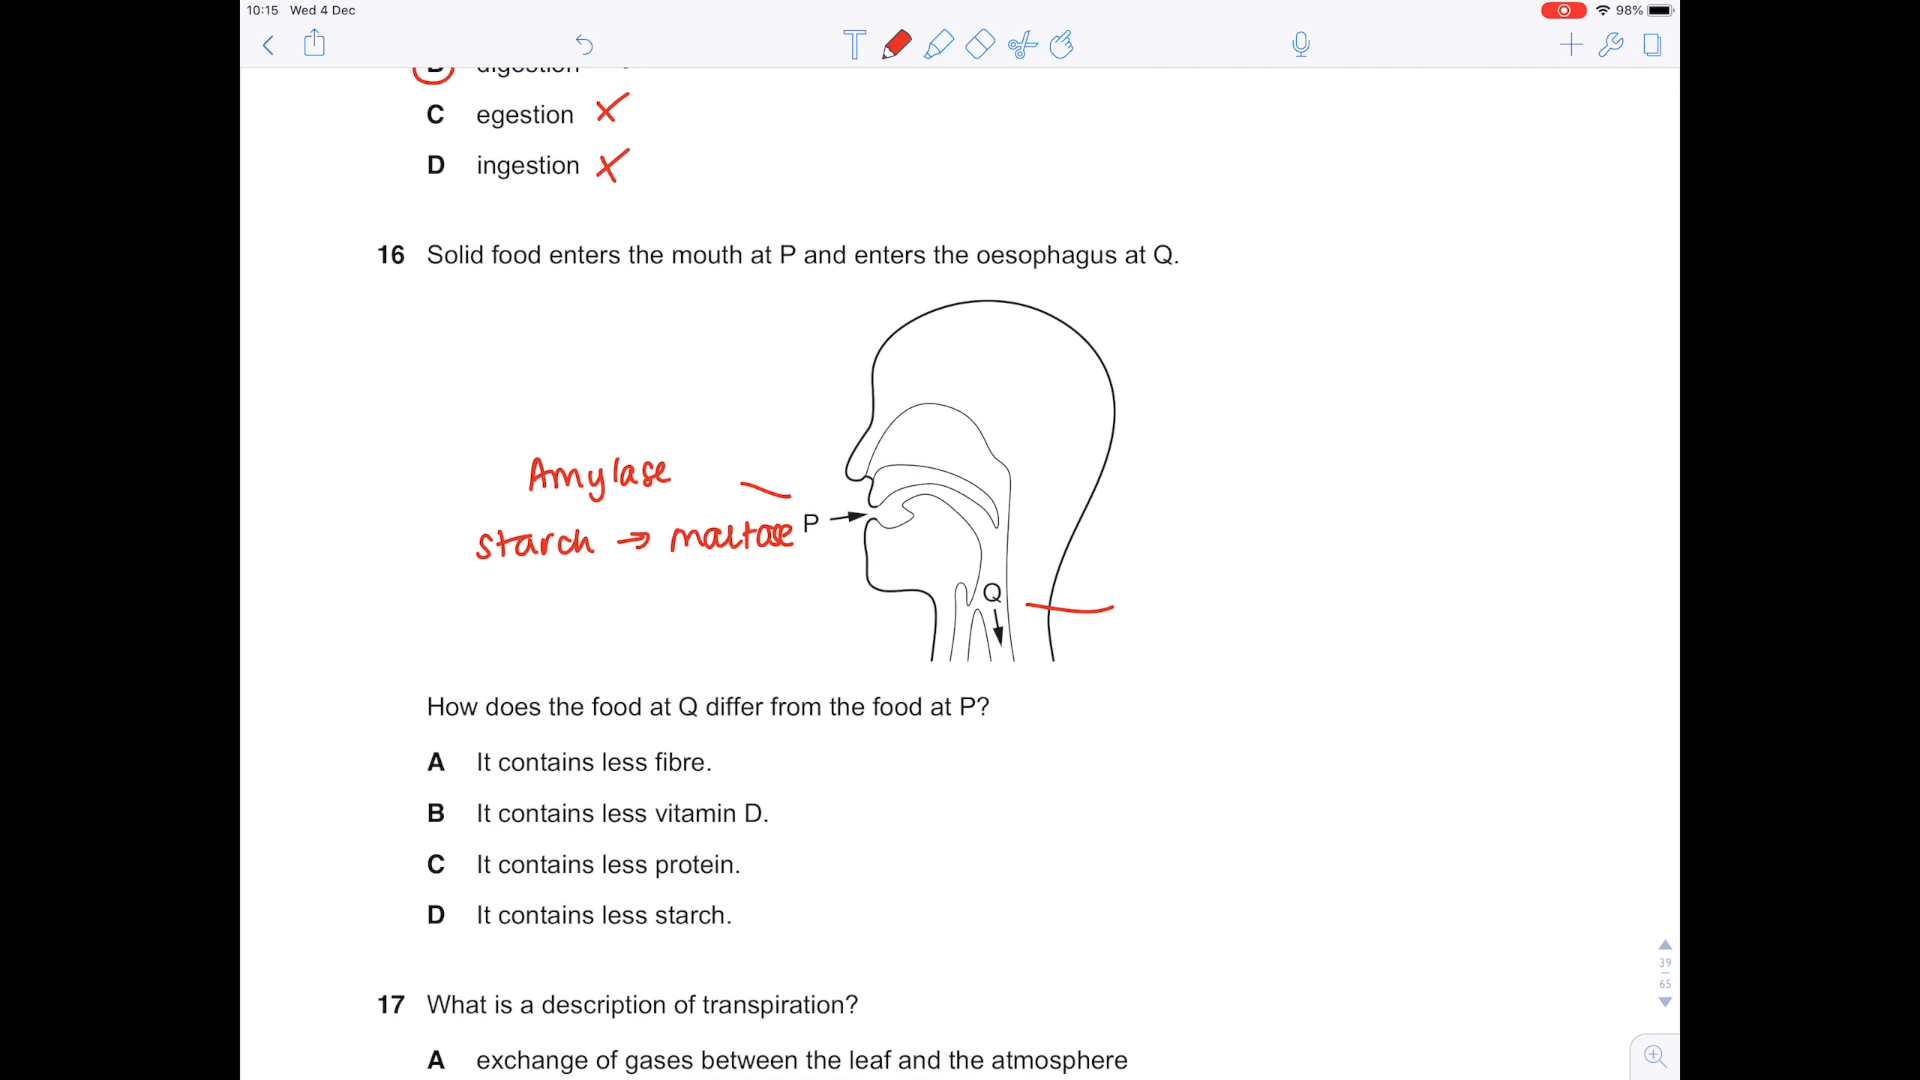 10:15 Wed 4 Dec
98%
T
B digestion
C egestion
D ingestion
16 Solid food enters the mouth at P and enters the oesophagus at Q.
Amylase
starch → maltose
P
Q
How does the food at Q differ from the food at P?
A It contains less fibre.
B It contains less vitamin D.
C It contains less protein.
D It contains less starch.
39
65
17 What is a description of transpiration?
A exchange of gases between the leaf and the atmosphere